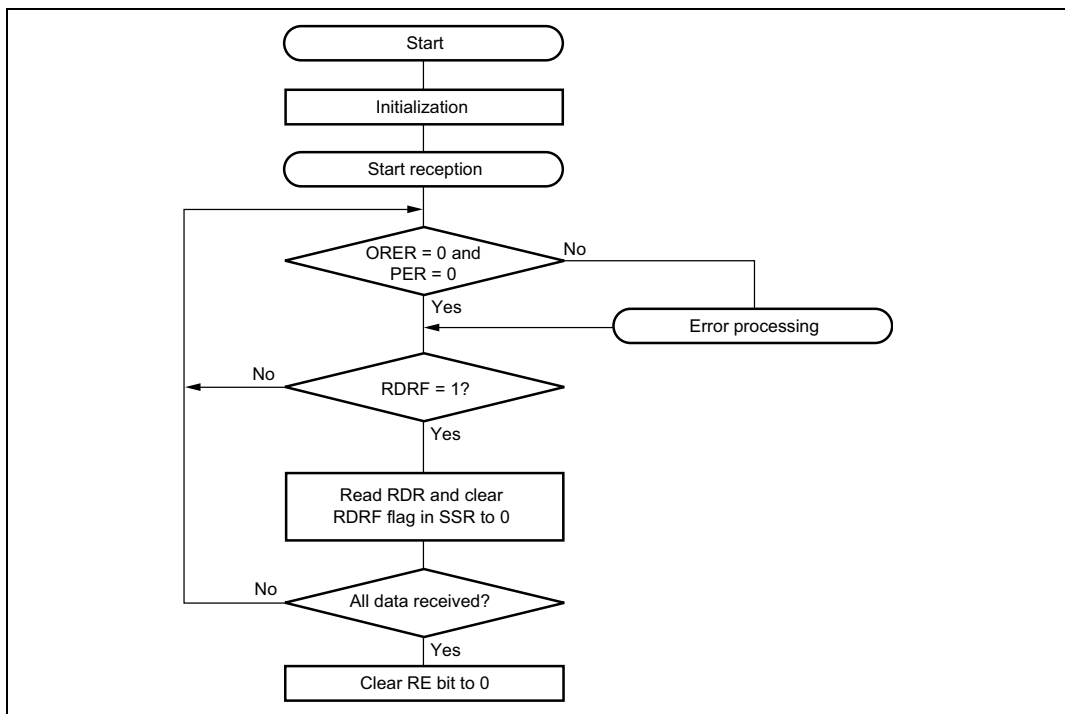 Start
Initialization
Start reception
ORER = 0 and
PER = 0
No
Yes
Error processing
RDRF = 1?
No
Yes
Read RDR and clear
RDRF flag in SSR to 0
All data received?
No
Yes
Clear RE bit to 0